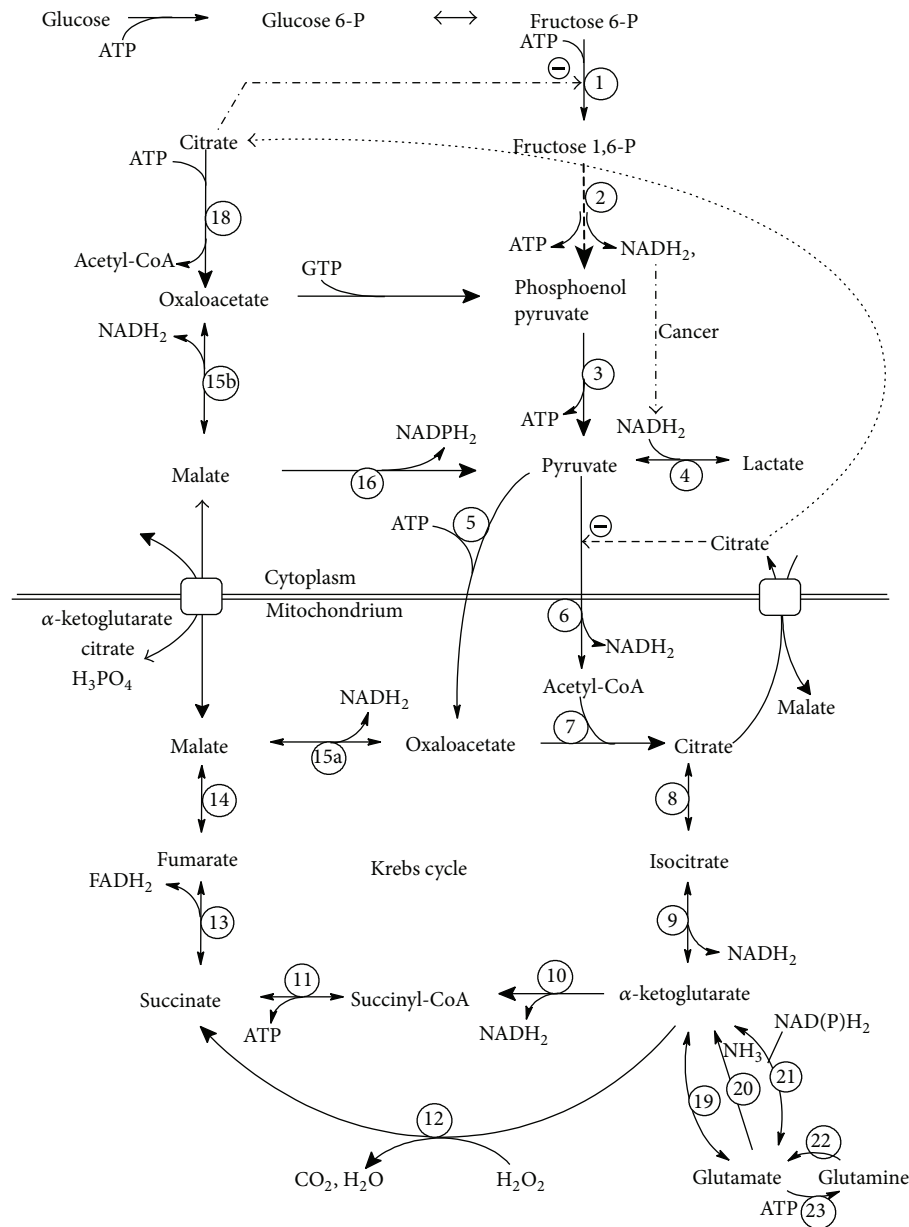 Glucose
Glucose 6-P
Fructose 6-P
ATP
ATP
1
Citrate
Fructose 1,6-P
ATP
2
18
ATP
NADH₂,
Acetyl-CoA
GTP
Oxaloacetate
Phosphoenol
pyruvate
NADH₂
Cancer
15b
3
ATP
NADH₂
NADPH₂
Malate
16
Pyruvate
4
Lactate
ATP
5
Citrate
Cytoplasm
Mitochondrium
α-ketoglutarate
citrate
H₃PO₄
6
NADH₂
Acetyl-CoA
Malate
NADH₂
7
Malate
15a
Oxaloacetate
Citrate
14
8
Fumarate
Krebs cycle
Isocitrate
FADH₂
13
9
NADH₂
11
10
Succinate
Succinyl-CoA
α-ketoglutarate
ATP
NADH₂
NAD(P)H₂
NH₃
19
20
21
12
22
CO₂, H₂O
H₂O₂
Glutamate
Glutamine
ATP
23